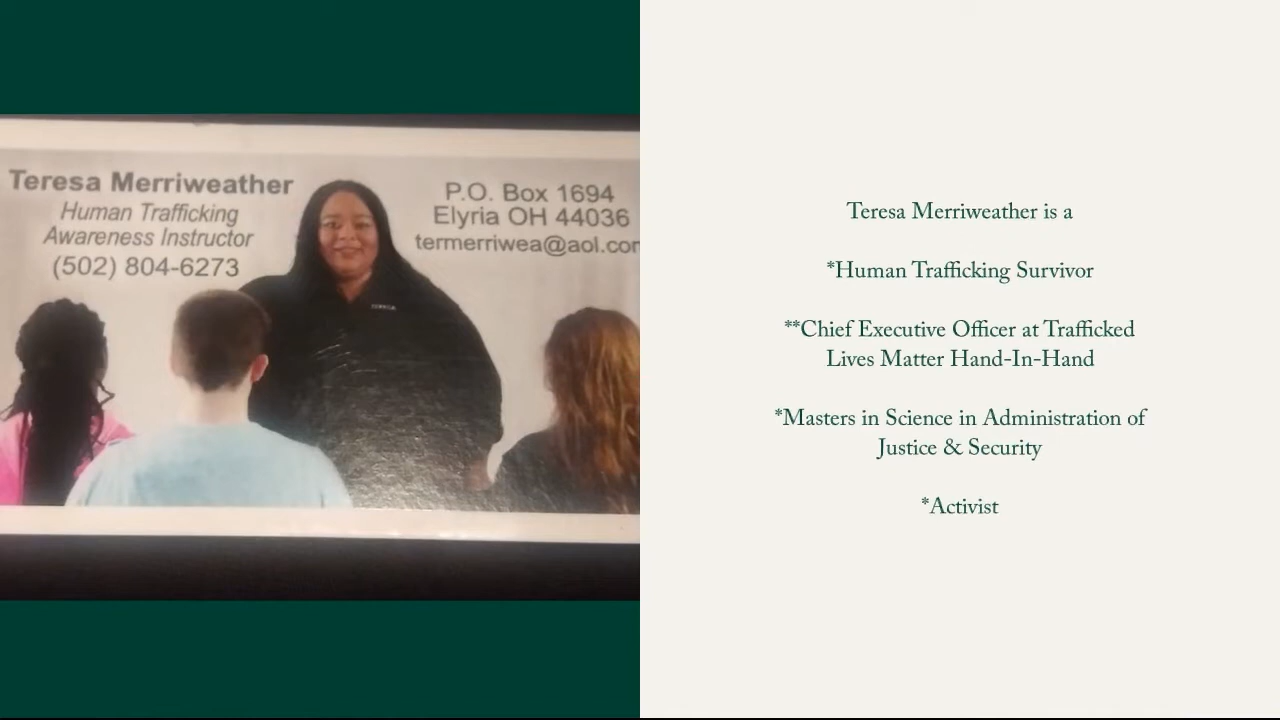 Teresa Merriweather
Human Trafficking
Awareness Instructor
(502) 804-6273
P.O. Box 1694
Elyria OH 44036
termerriwea@aol.com
Teresa Merriweather is a
*Human Trafficking Survivor
**Chief Executive Officer at Trafficked
Lives Matter Hand-In-Hand
*Masters in Science in Administration of
Justice & Security
*Activist